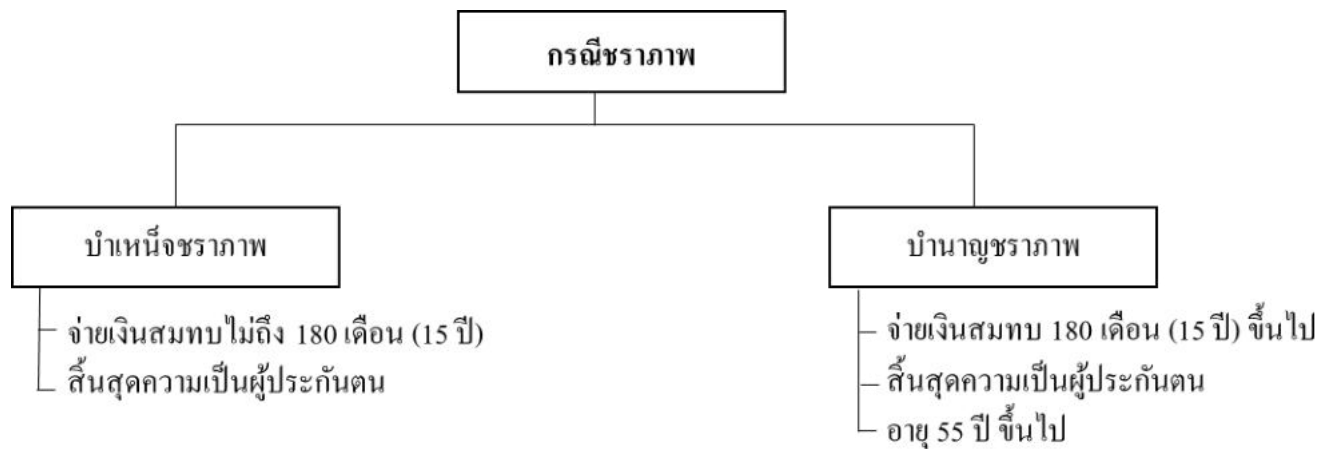 กรณีชราภาพ
บำเหน็จชราภาพ
จ่ายเงินสมทบไม่ถึง 180 เดือน (15 ปี)
สิ้นสุดความเป็นผู้ประกันตน
บำนาญชราภาพ
จ่ายเงินสมทบ 180 เดือน (15 ปี) ขึ้นไป
สิ้นสุดความเป็นผู้ประกันตน
อายุ 55 ปี ขึ้นไป